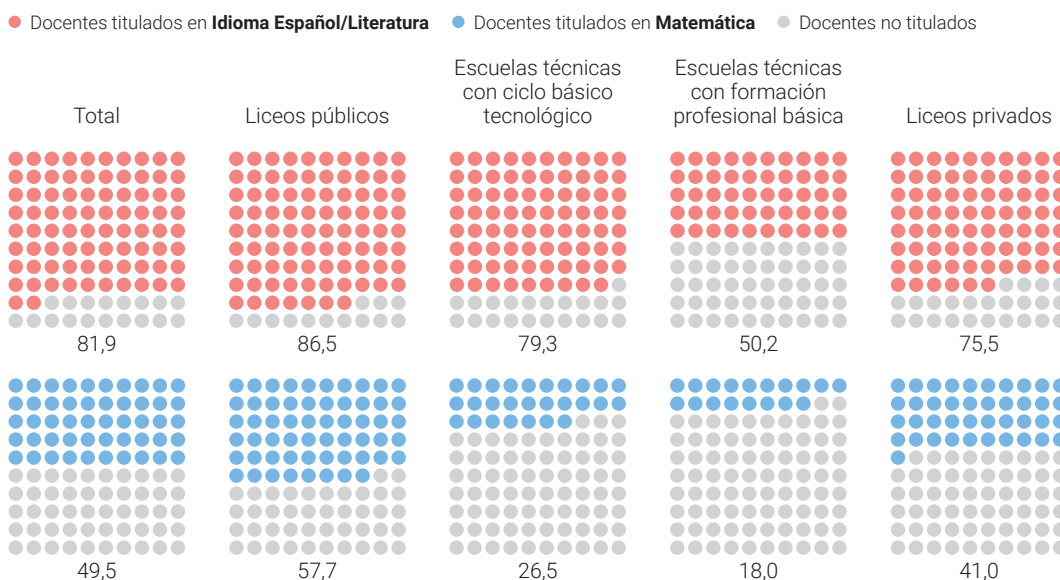 Docentes titulados en Idioma Español/Literatura Docentes titulados en Matemática Docentes no titulados
Total
Liceos públicos
Escuelas técnicas
con ciclo básico
tecnológico
Escuelas técnicas
con formación
profesional básica
Liceos privados
81,9 86,5 79,3 50,2 75,5
49,5 57,7 26,5 18,0 41,0